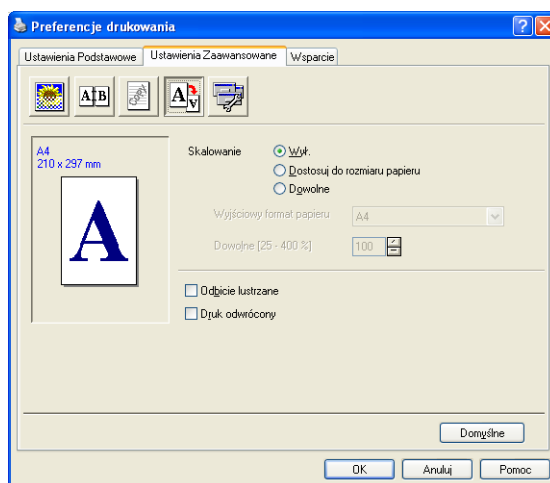 Preferencje drukowania
Ustawienia Podstawowe Ustawienia Zaawansowane Wsparcie
A B
A V
A4
210 x 297 mm
A
Skalowanie Wył.
Dostosuj do rozmiaru papieru
Dowolne
Wyjściowy format papieru A4
Dowolne [25 - 400 %] 100
Odbicie lustrzane
Druk odwrócony
Domyślne
OK Anuluj Pomoc